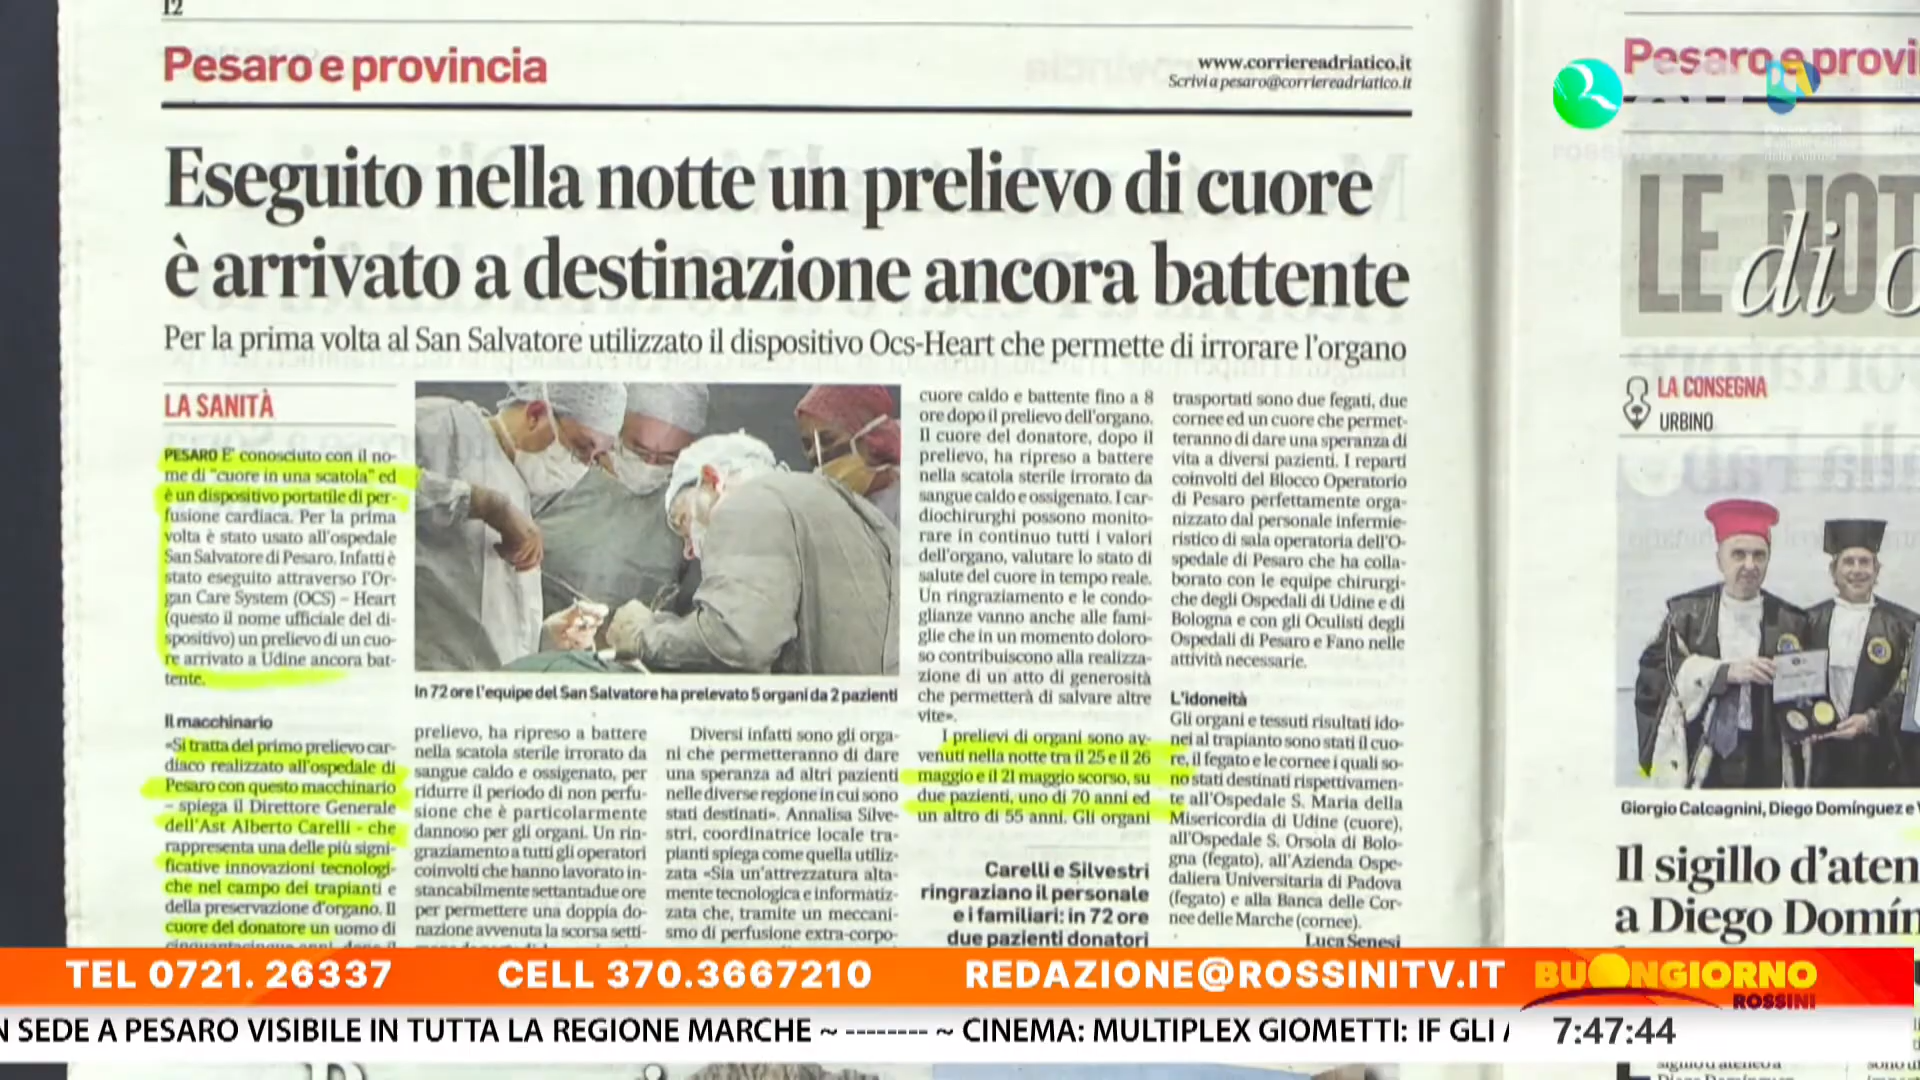 12
Pesaro e provincia
www.corriereadriatico.it
Scrivi a pesaro@corriereadriatico.it
Eseguito nella notte un prelievo di cuore
è arrivato a destinazione ancora battente
Per la prima volta al San Salvatore utilizzato il dispositivo Ocs-Heart che permette di irrorare l'organo
LA SANITÀ
PESARO E' conosciuto con il no-
me di "cuore in una scatola" ed
è un dispositivo portatile di per-
fusione cardiaca. Per la prima
volta è stato usato all'ospedale
San Salvatore di Pesaro. Infatti è
stato eseguito attraverso l'Or-
gan Care System (OCS) – Heart
(questo il nome ufficiale del di-
spositivo) un prelievo di un cuo-
re arrivato a Udine ancora bat-
tente.
Il macchinario
«Si tratta del primo prelievo car-
diaco realizzato all'ospedale di
Pesaro con questo macchinario
– spiega il Direttore Generale
dell'Ast Alberto Carelli - che
rappresenta una delle più signi-
ficative innovazioni tecnologi-
che nel campo dei trapianti e
della preservazione d'organo. Il
cuore del donatore un uomo di
In 72 ore l'equipe del San Salvatore ha prelevato 5 organi da 2 pazienti
prelievo, ha ripreso a battere
nella scatola sterile irrorato da
sangue caldo e ossigenato, per
ridurre il periodo di non perfu-
sione che è particolarmente
dannoso per gli organi. Un rin-
graziamento a tutti gli operatori
coinvolti che hanno lavorato in-
stancabilmente settantadue ore
per permettere una doppia do-
nazione avvenuta la scorsa setti-
Diversi infatti sono gli orga-
ni che permetteranno di dare
una speranza ad altri pazienti
nelle diverse regione in cui sono
stati destinati». Annalisa Silve-
stri, coordinatrice locale tra-
pianti spiega come quella utiliz-
zata «Sia un'attrezzatura alta-
mente tecnologica e informatiz-
zata che, tramite un meccani-
smo di perfusione extra-corpo-
cuore caldo e battente fino a 8
ore dopo il prelievo dell'organo.
Il cuore del donatore, dopo il
prelievo, ha ripreso a battere
nella scatola sterile irrorato da
sangue caldo e ossigenato. I car-
diochirurghi possono monito-
rare in continuo tutti i valori
dell'organo, valutare lo stato di
salute del cuore in tempo reale.
Un ringraziamento e le condo-
glianze vanno anche alle fami-
glie che in un momento doloro-
so contribuiscono alla realizza-
zione di un'atto di generosità
che permetterà di salvare altre
vite».
I prelievi di organi sono av-
venuti nella notte tra il 25 e il 26
maggio e il 21 maggio scorso, su
due pazienti, uno di 70 anni ed
un altro di 55 anni. Gli organi
Carelli e Silvestri
ringraziano il personale
e i familiari: in 72 ore
due pazienti donatori
trasportati sono due fegati, due
cornee ed un cuore che permet-
teranno di dare una speranza di
vita a diversi pazienti. I reparti
coinvolti del Blocco Operatorio
di Pesaro perfettamente orga-
nizzato dal personale infermie-
ristico di sala operatoria dell'O-
spedale di Pesaro che ha colla-
borato con le equipe chirurgi-
che degli Ospedali di Udine e di
Bologna e con gli Oculisti degli
Ospedali di Pesaro e Fano nelle
attività necessarie.
L'idoneità
Gli organi e tessuti risultati ido-
nei al trapianto sono stati il cuo-
re, il fegato e le cornee i quali so-
no stati destinati rispettivamen-
te all'Ospedale S. Maria della
Misericordia di Udine (cuore),
all'Ospedale S. Orsola di Bolo-
gna (fegato), all'Azienda Ospe-
daliera Universitaria di Padova
(fegato) e alla Banca delle Cor-
nee delle Marche (cornee).
Luca Senesi
Pesaro e provi
LE NOT
di
LA CONSEGNA
URBINO
Giorgio Calcagnini, Diego Domínguez e
Il sigillo d'aten
a Diego Domín
TEL 0721. 26337 CELL 370.3667210 REDAZIONE@ROSSINITV.IT
BUONGIORNO
ROSSINI
N SEDE A PESARO VISIBILE IN TUTTA LA REGIONE MARCHE ~ -------- ~ CINEMA: MULTIPLEX GIOMETTI: IF GLI
7:47:44